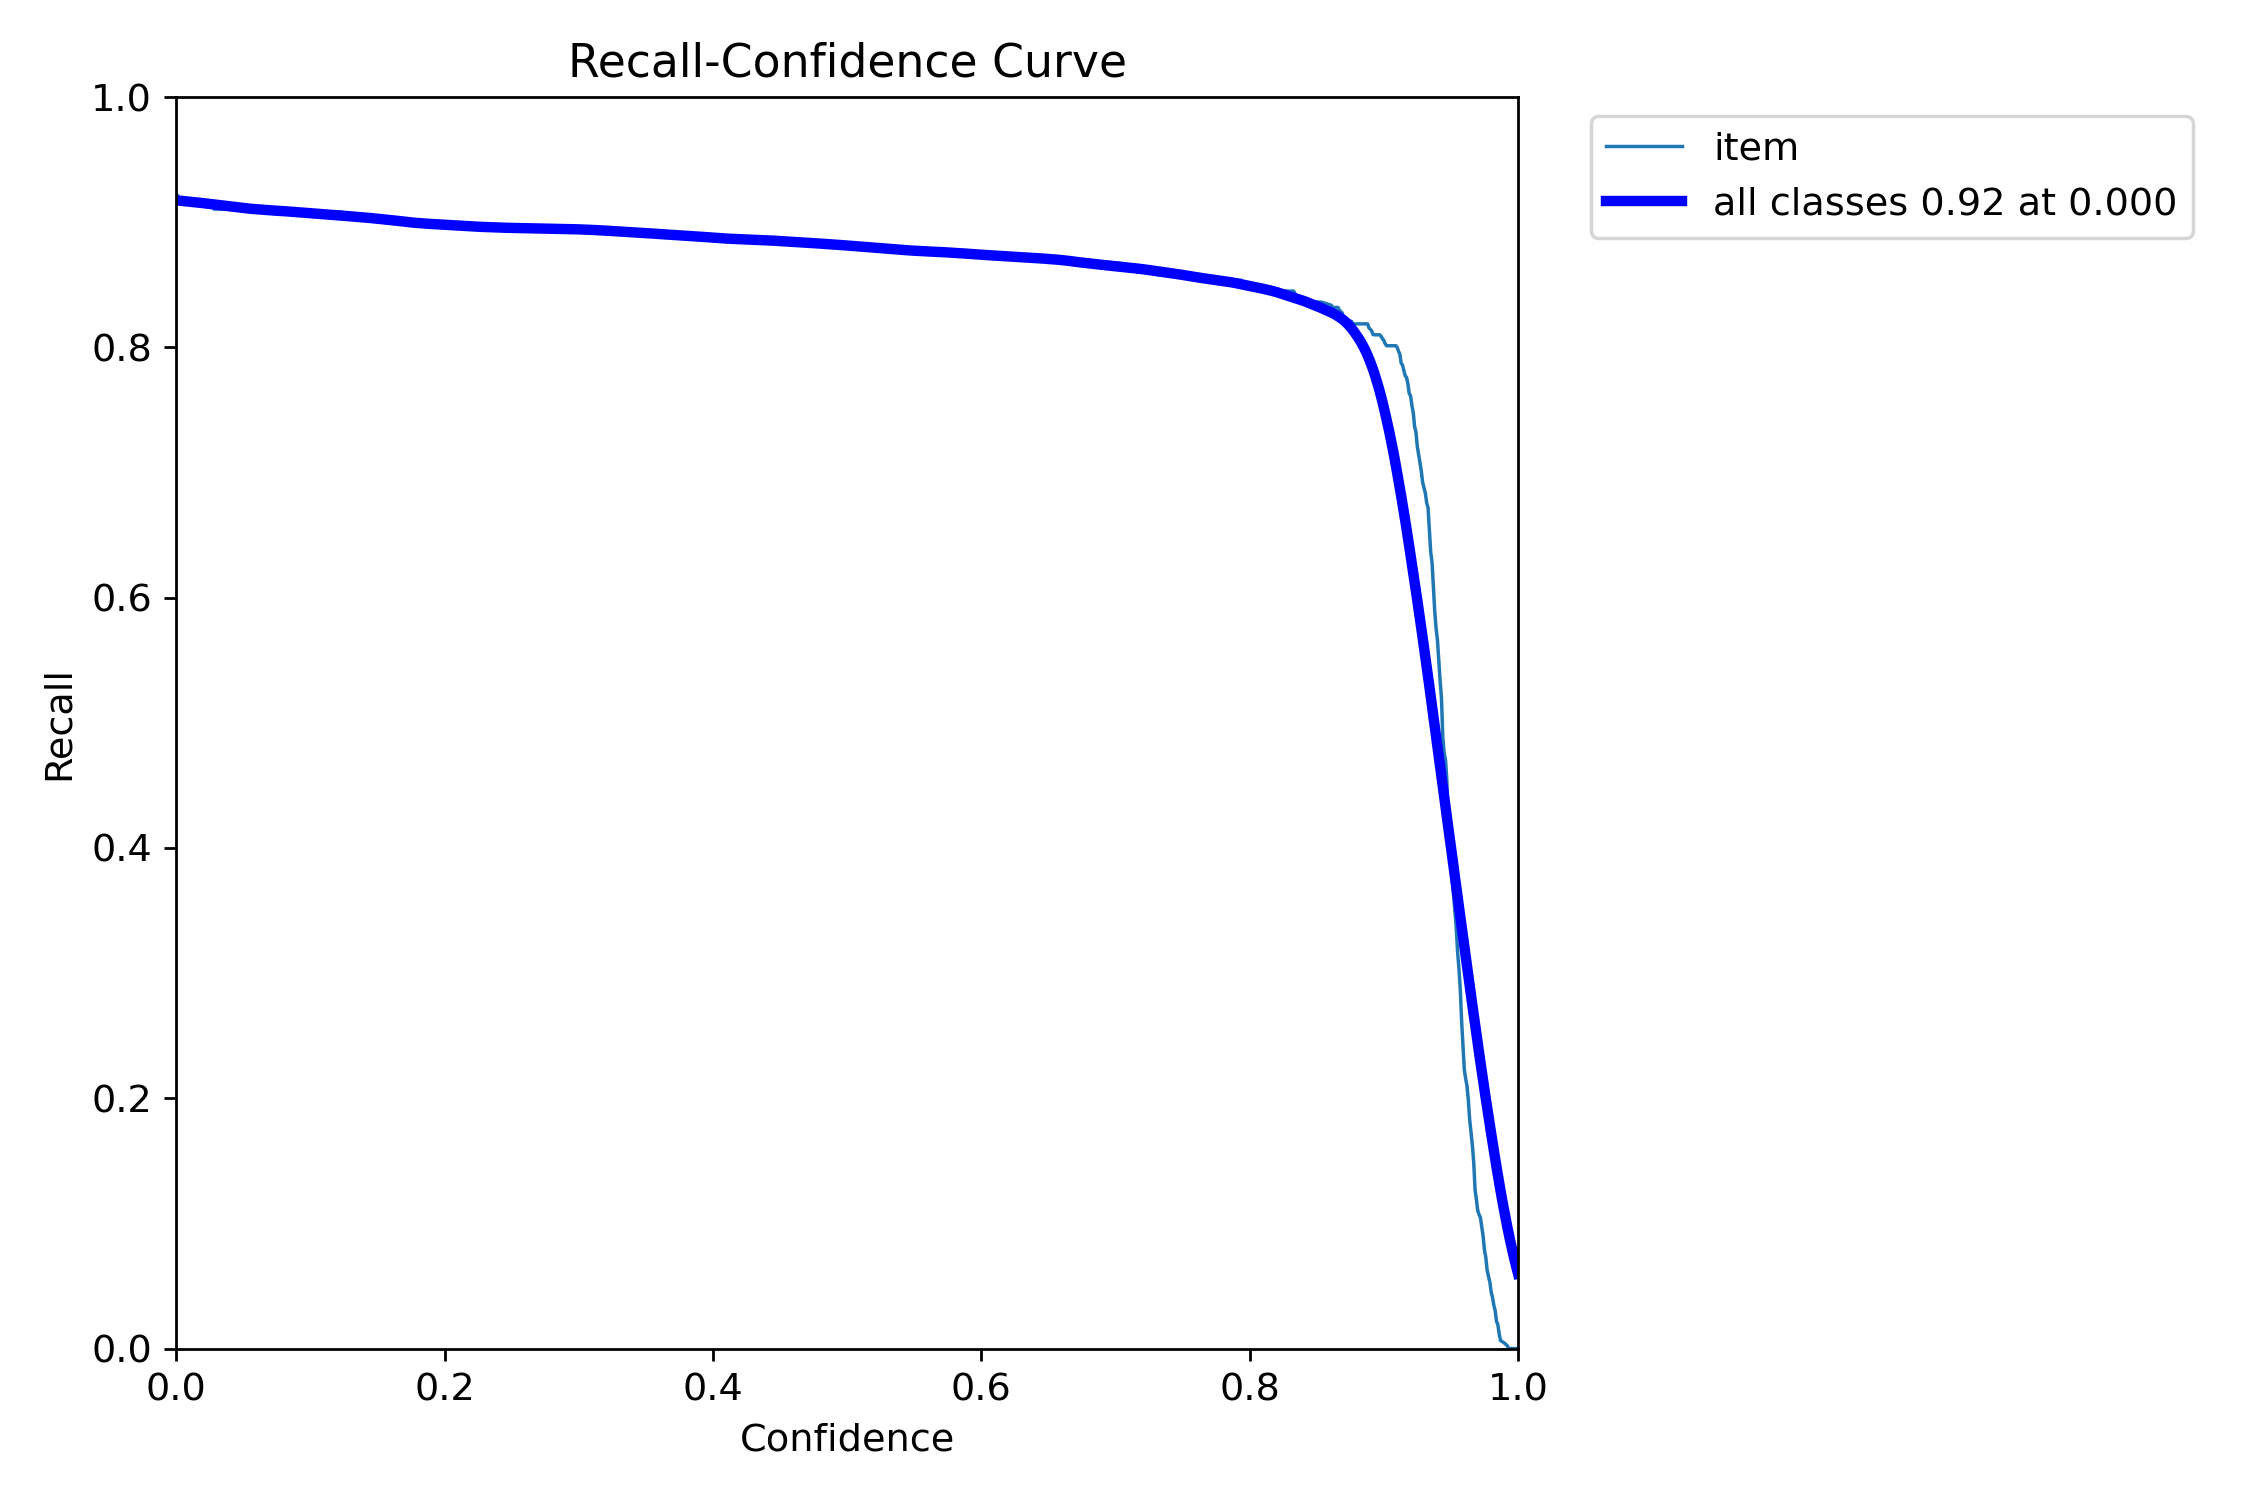 Recall-Confidence Curve
1.0
0.8
0.6
0.4
0.2
0.0
Recall
0.0 0.2 0.4 0.6 0.8 1.0
Confidence
item
all classes 0.92 at 0.000